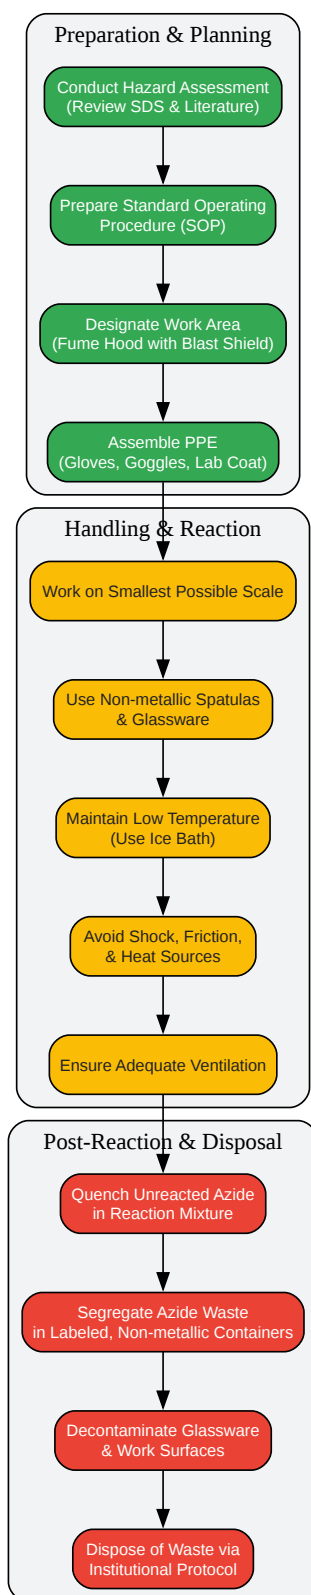 Preparation & Planning
Conduct Hazard Assessment
(Review SDS & Literature)
Prepare Standard Operating
Procedure (SOP)
Designate Work Area
(Fume Hood with Blast Shield)
Assemble PPE
(Gloves, Goggles, Lab Coat)
Handling & Reaction
Work on Smallest Possible Scale
Use Non-metallic Spatulas
& Glassware
Maintain Low Temperature
(Use Ice Bath)
Avoid Shock, Friction,
& Heat Sources
Ensure Adequate Ventilation
Post-Reaction & Disposal
Quench Unreacted Azide
in Reaction Mixture
Segregate Azide Waste
in Labeled, Non-metallic Containers
Decontaminate Glassware
& Work Surfaces
Dispose of Waste via
Institutional Protocol